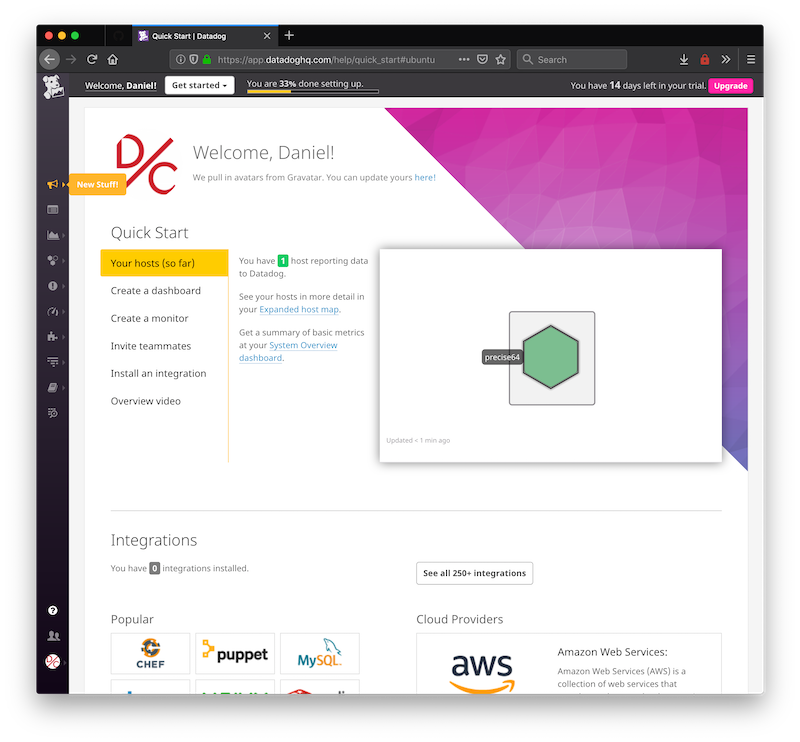 Quick Start | Datadog
https://app.datadoghq.com/help/quick_start#ubuntu
Search
Welcome, Daniel!
Get started
You are 33% done setting up.
You have 14 days left in your trial.
Upgrade
New Stuff!
D/C
Welcome, Daniel!
We pull in avatars from Gravatar. You can update yours here!
Quick Start
Your hosts (so far)
Create a dashboard
Create a monitor
Invite teammates
Install an integration
Overview video
You have 1 host reporting data
to Datadog.
See your hosts in more detail in
your Expanded host map.
Get a summary of basic metrics
at your System Overview
dashboard.
precise64
Updated < 1 min ago
Integrations
You have 0 integrations installed.
See all 250+ integrations
Popular
CHEF
puppet
MySQL
Cloud Providers
aws
Amazon Web Services:
Amazon Web Services (AWS) is a
collection of web services that